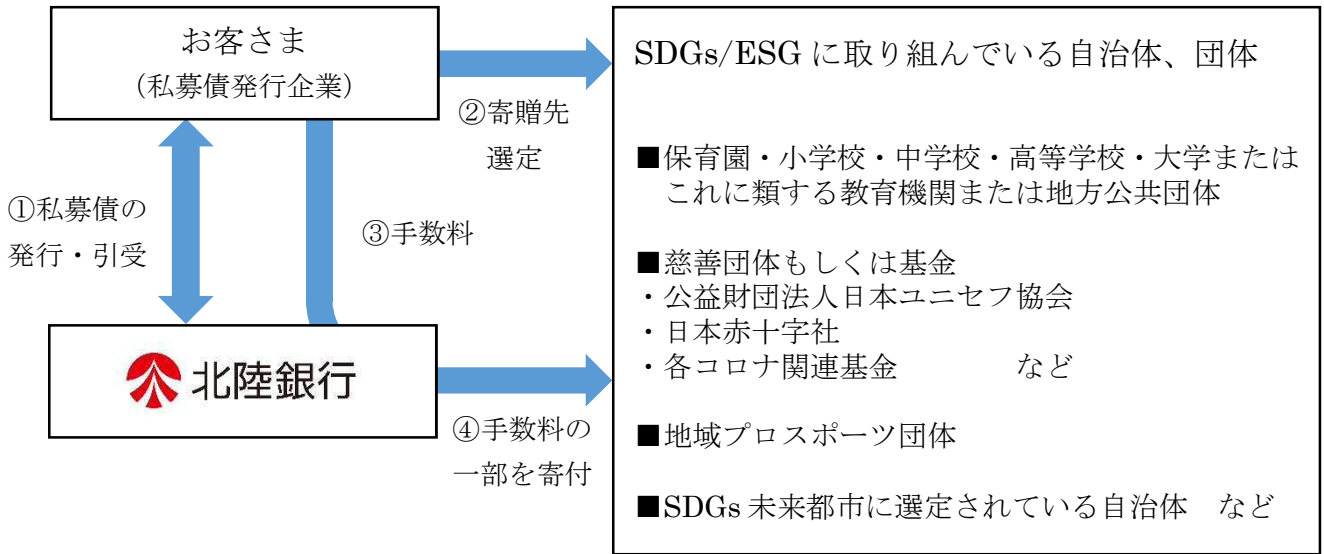 お客さま
(私募債発行企業)
②寄贈先
選定
①私募債の
発行・引受
③手数料
北陸銀行
④手数料の
一部を寄付
SDGs/ESG に取り組んでいる自治体、団体
■保育園・小学校・中学校・高等学校・大学または
これに類する教育機関または地方公共団体
■慈善団体もしくは基金
・公益財団法人日本ユニセフ協会
・日本赤十字社
・各コロナ関連基金　　　　など
■地域プロスポーツ団体
■SDGs 未来都市に選定されている自治体　など